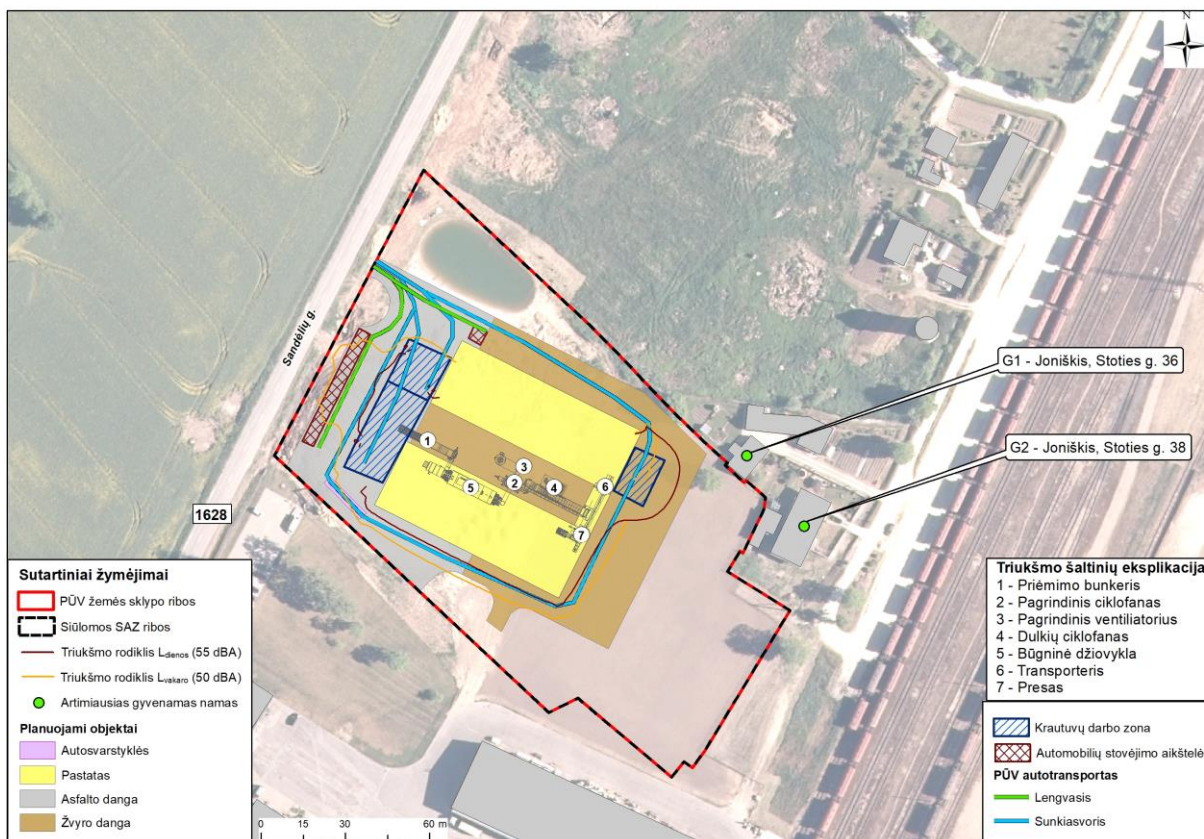 Sandėlių g.
1628
1
2
3
4
5
6
7
G1 - Joniškis, Stoties g. 36
G2 - Joniškis, Stoties g. 38
Sutartiniai žymėjimai
PŪV žemės sklypo ribos
Siūlomos SAZ ribos
Triukšmo rodiklis Ldienos (55 dBA)
Triukšmo rodiklis Lvakaro (50 dBA)
Artimiausias gyvenamas namas
Planuojami objektai
Autosvarstyklės
Pastatas
Asfalto danga
Žvyro danga
0 15 30 60 m
Triukšmo šaltinių eksplikacija
1 - Priėmimo bunkeris
2 - Pagrindinis ciklofanas
3 - Pagrindinis ventiliatorius
4 - Dulkių ciklofanas
5 - Būgninė džiovykla
6 - Transporteris
7 - Presas
Krautuvų darbo zona
Automobilių stovėjimo aikštelė
PŪV autotransportas
Lengvasis
Sunkiasvoris